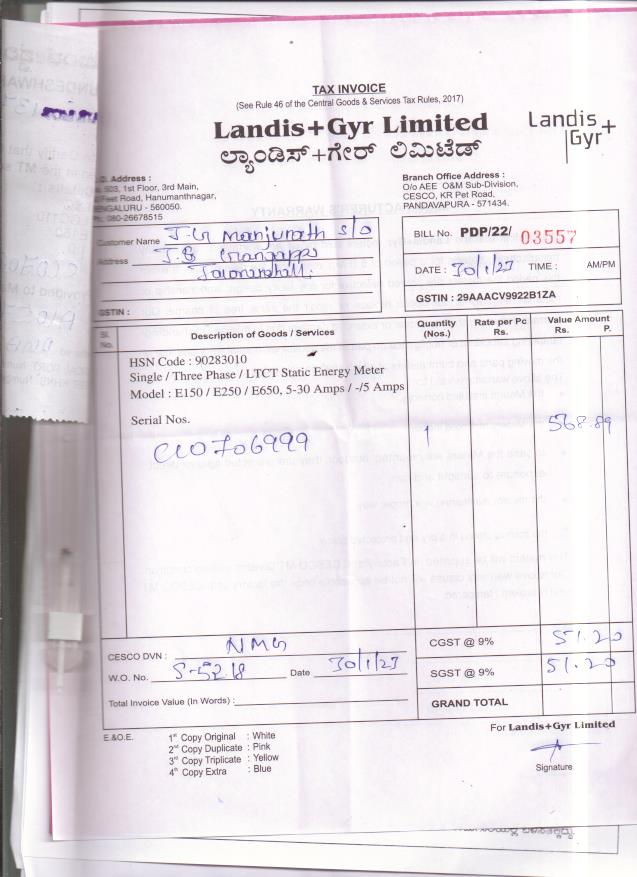 TAX INVOICE
(See Rule 46 of the Central Goods & Services Tax Rules, 2017)
Landis+Gyr Limited
ಲ್ಯಾಂಡಿಸ್+ಗೇರ್ ಲಿಮಿಟೆಡ್
Landis+
Gyr
Address :
503, 1st Floor, 3rd Main,
Feet Road, Hanumanthnagar,
BENGALURU - 560050.
080-26678515
Branch Office Address :
O/o AEE O&M Sub-Division,
CESCO, KR Pet Road,
PANDAVAPURA - 571434.
Customer Name J.G Manjunath S/o
Address
GSTIN :
BILL No. PDP/22/ 03557
DATE : 30/1/23 TIME : AM/PM
GSTIN : 29AAACV9922B1ZA
Sl. No. Description of Goods / Services Quantity (Nos.) Rate per Pc Rs. Value Amount Rs. P.
HSN Code : 90283010
Single / Three Phase / LTCT Static Energy Meter
Model : E150 / E250 / E650, 5-30 Amps / -/5 Amps
Serial Nos.
1 568.89
CESCO DVN : NMG
W.O. No. S-5218 Date 30/1/23
Total Invoice Value (In Words) :
CGST @ 9% 51.20
SGST @ 9% 51.20
GRAND TOTAL
E.&O.E.
1st Copy Original : White
2nd Copy Duplicate : Pink
3rd Copy Triplicate : Yellow
4th Copy Extra : Blue
For Landis+Gyr Limited
Signature